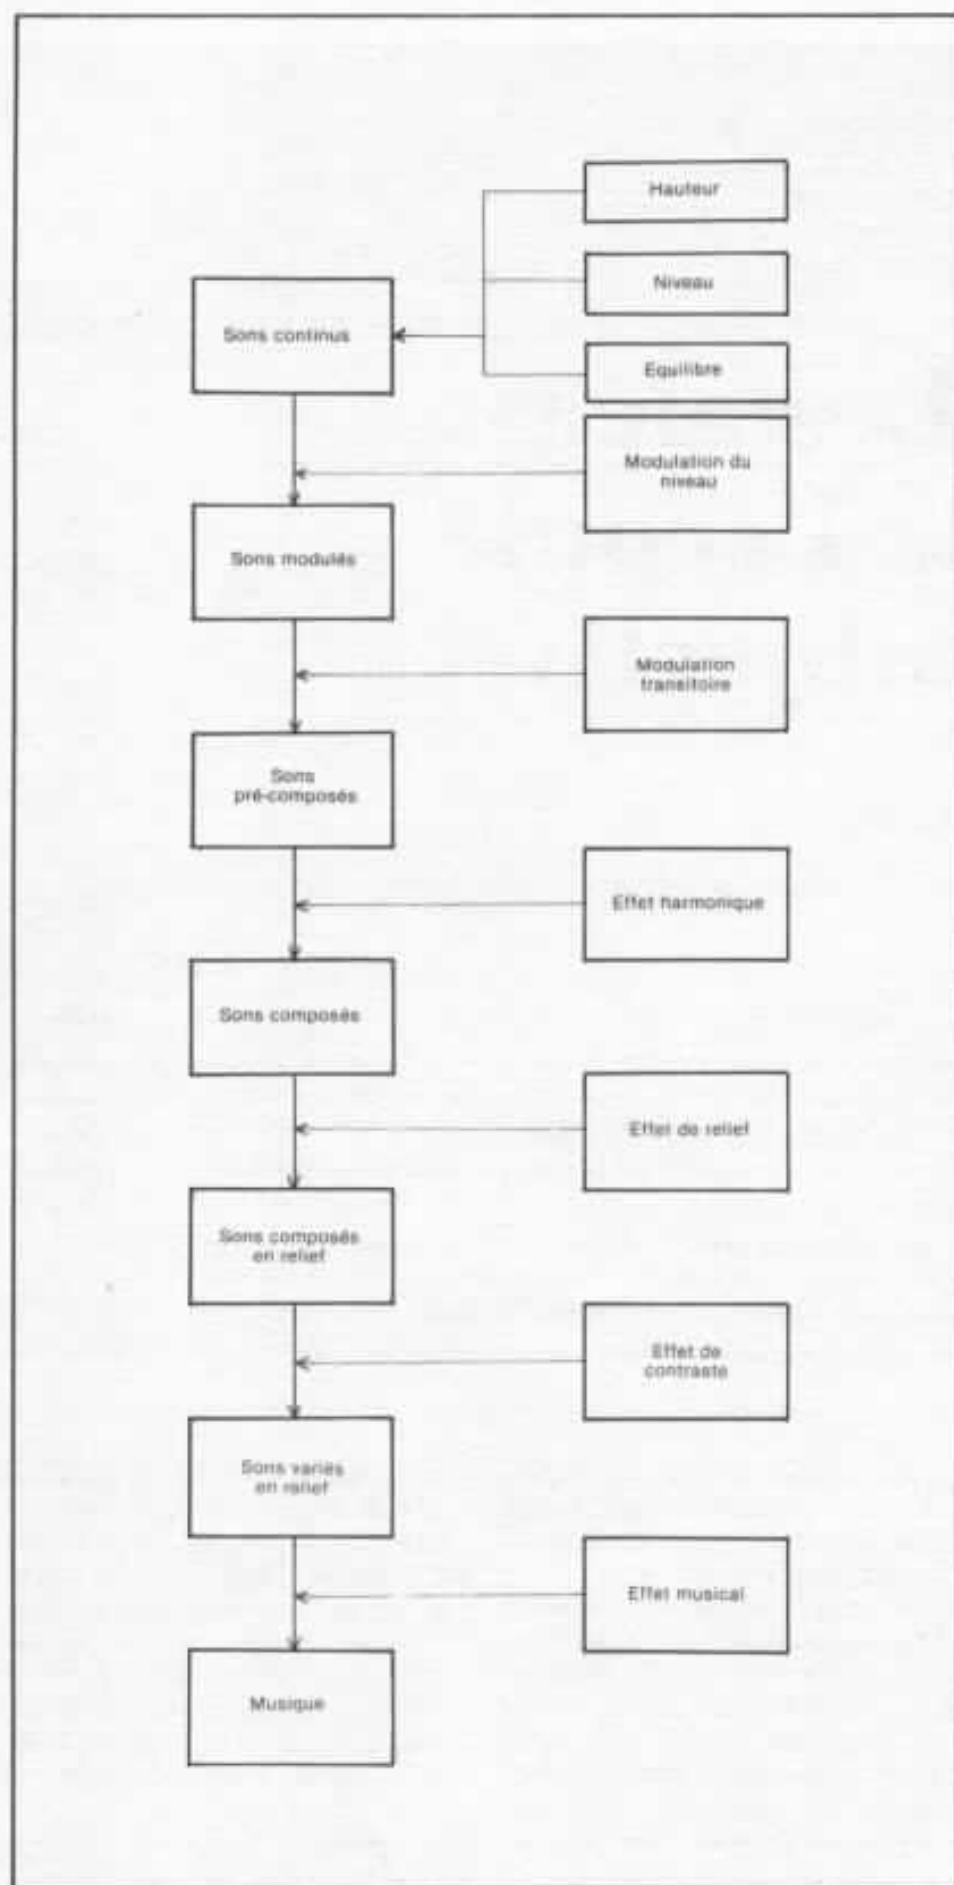 Hauteur
Niveau
Sons continus
Equilibre
Modulation du
niveau
Sons modulés
Modulation
transitoire
Sons
pré-composés
Effet harmonique
Sons composés
Effet de relief
Sons composés
en relief
Effet de
contraste
Sons variés
en relief
Effet musical
Musique